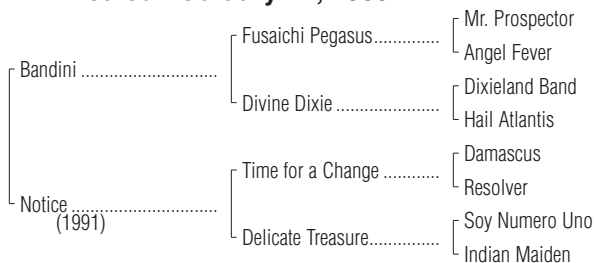 Mr. Prospector
Fusaichi Pegasus..............
Angel Fever
Bandini .............................
Dixieland Band
Divine Dixie ......................
Hail Atlantis
Damascus
Time for a Change ............
Resolver
Notice ...............................
(1991)
Soy Numero Uno
Delicate Treasure...............
Indian Maiden